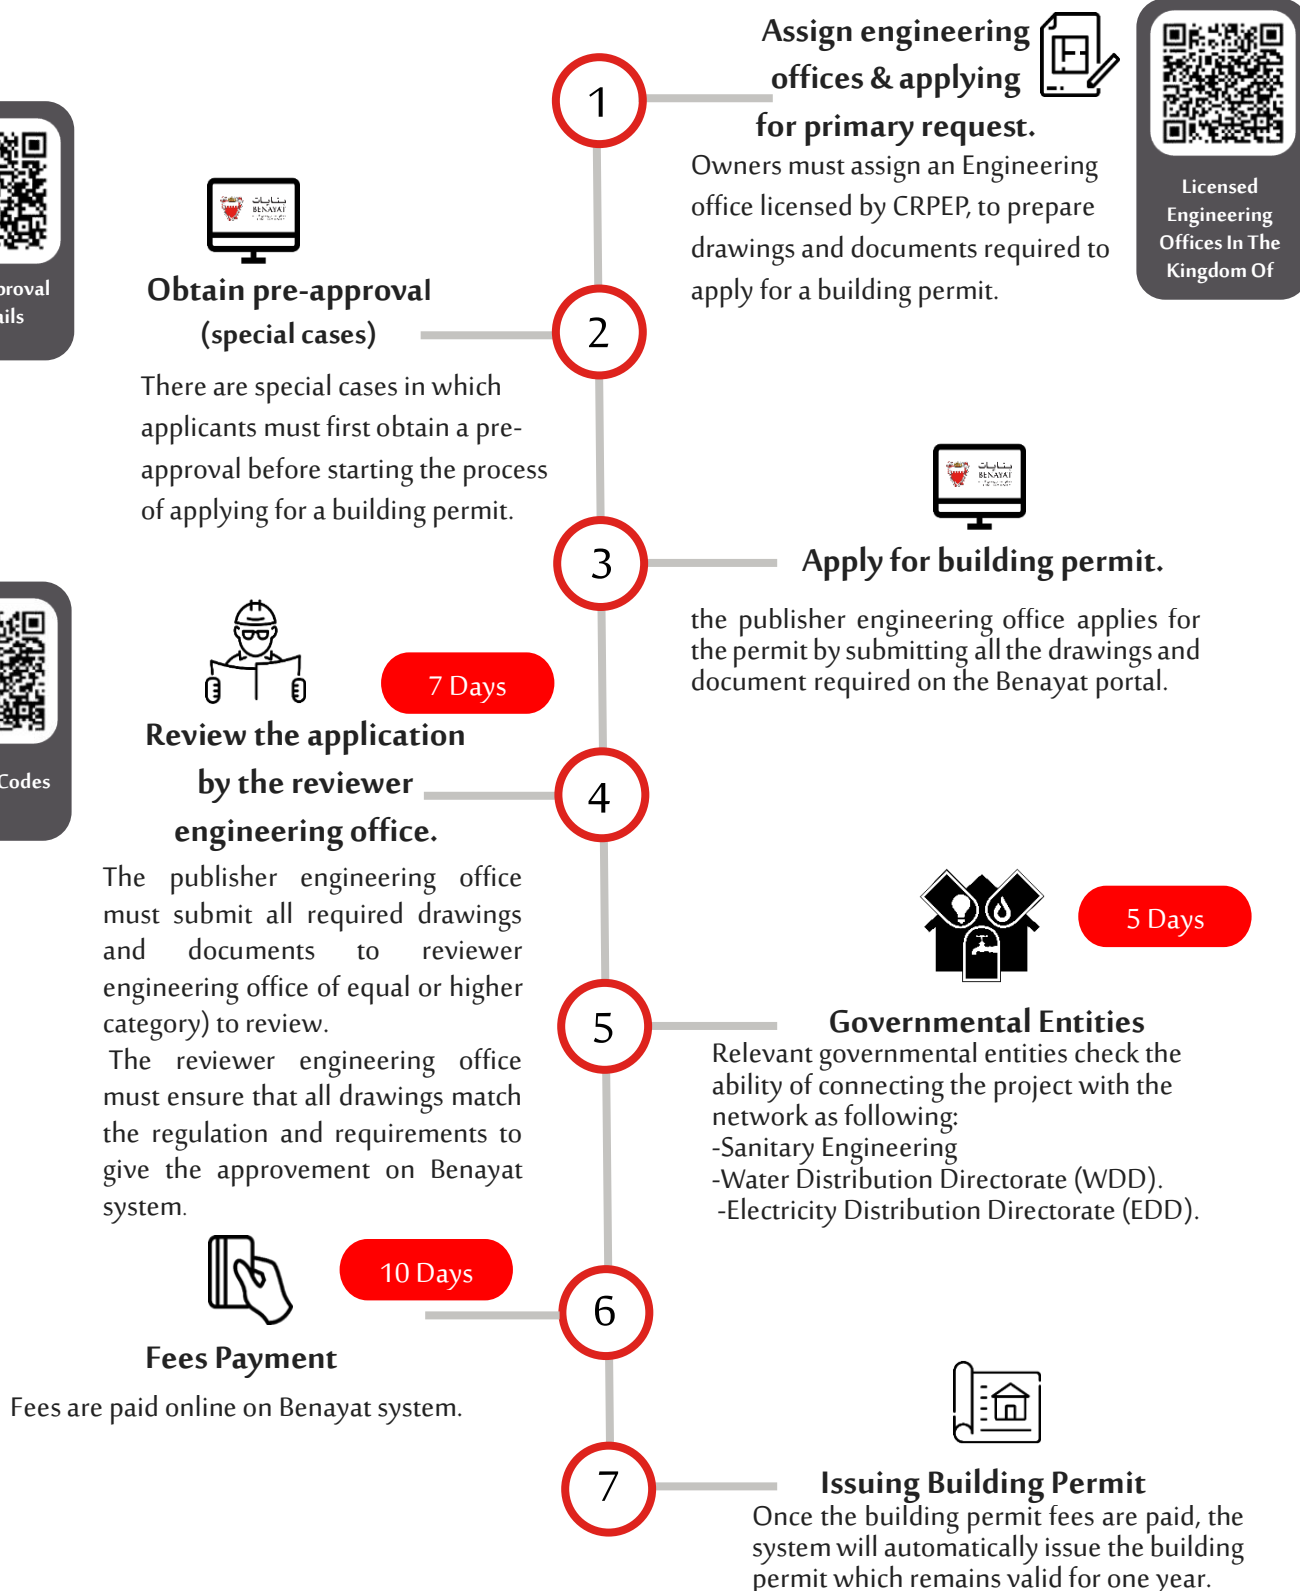 1
Assign engineering
offices & applying
for primary request.
Owners must assign an Engineering
office licensed by CRPEP, to prepare
drawings and documents required to
apply for a building permit.
Licensed
Engineering
Offices In The
Kingdom Of
ails
بنايات
BENAYAT
Obtain pre-approval
(special cases)
2
There are special cases in which
applicants must first obtain a pre-
approval before starting the process
of applying for a building permit.
3
بنايات
BENAYAT
Apply for building permit.
the publisher engineering office applies for
the permit by submitting all the drawings and
document required on the Benayat portal.
Codes
7 Days
Review the application
by the reviewer
engineering office.
4
The publisher engineering office
must submit all required drawings
and documents to reviewer
engineering office of equal or higher
category) to review.
The reviewer engineering office
must ensure that all drawings match
the regulation and requirements to
give the approvement on Benayat
system.
5 Days
5
Governmental Entities
Relevant governmental entities check the
ability of connecting the project with the
network as following:
-Sanitary Engineering
-Water Distribution Directorate (WDD).
-Electricity Distribution Directorate (EDD).
10 Days
6
Fees Payment
Fees are paid online on Benayat system.
7
Issuing Building Permit
Once the building permit fees are paid, the
system will automatically issue the building
permit which remains valid for one year.